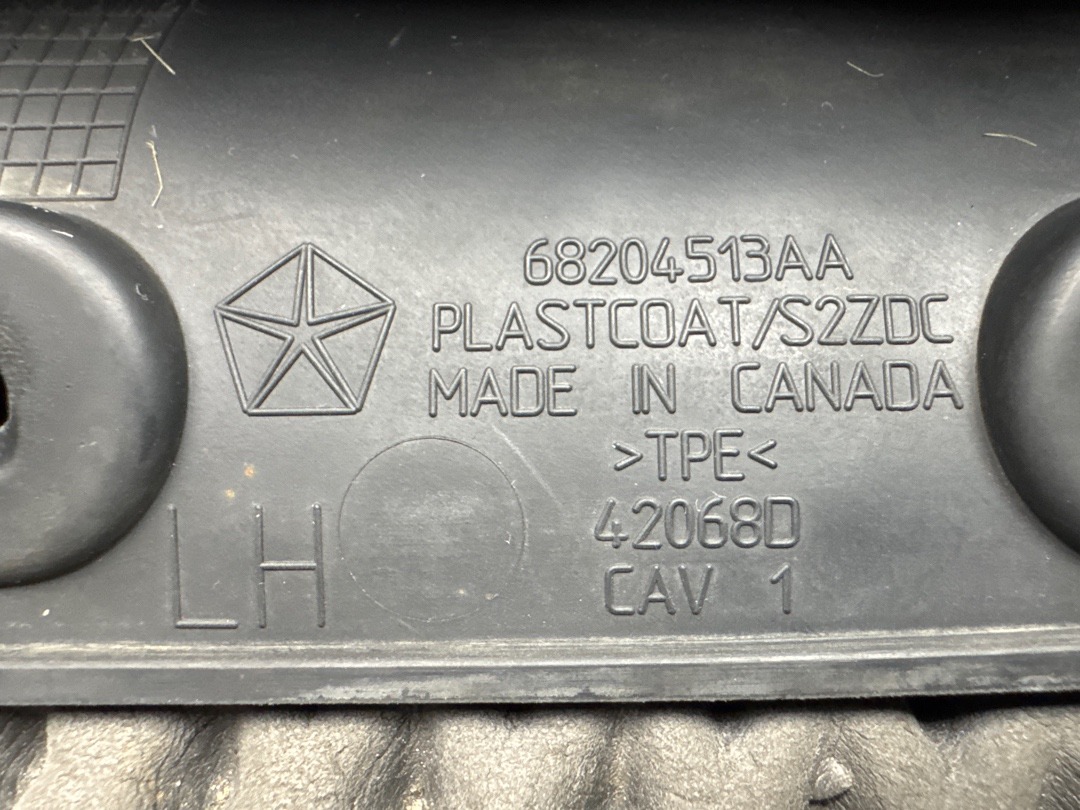 68204513AA
PLASTCOAT/S2ZDC
MADE IN CANADA
>TPE<
42068D
CAV 1
LH